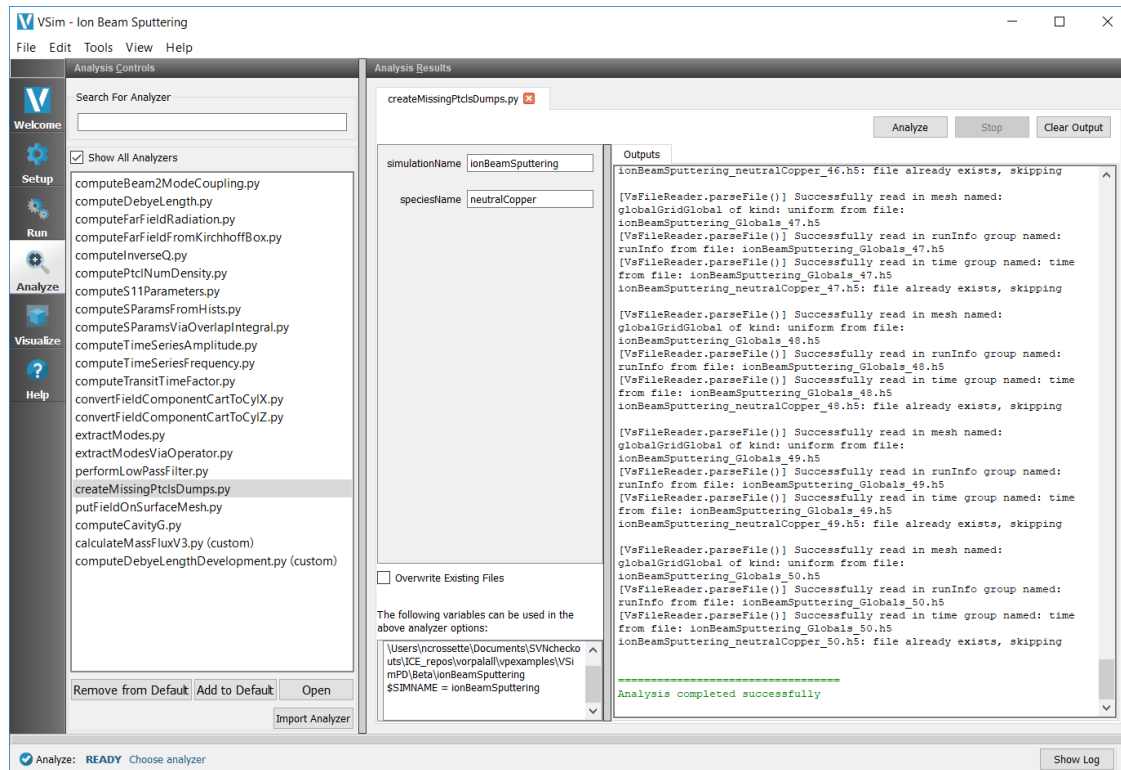 VSim - Ion Beam Sputtering
File Edit Tools View Help
Analysis Controls
Search For Analyzer
Show All Analyzers
computeBeam2ModeCoupling.py
computeDebyeLength.py
computeFarFieldRadiation.py
computeFarFieldFromKirchhoffBox.py
computeInverseQ.py
computePtclNumDensity.py
computeS11Parameters.py
computeSParamsFromHists.py
computeSParamsViaOverlapIntegral.py
computeTimeSeriesAmplitude.py
computeTimeSeriesFrequency.py
computeTransitTimeFactor.py
convertFieldComponentCartToCylX.py
convertFieldComponentCartToCylZ.py
extractModes.py
extractModesViaOperator.py
performLowPassFilter.py
createMissingPtclsDumps.py
putFieldOnSurfaceMesh.py
computeCavityG.py
calculateMassFluxV3.py (custom)
computeDebyeLengthDevelopment.py (custom)
Remove from Default Add to Default Open
Import Analyzer
Welcome
Setup
Run
Analyze
Visualize
Help
Analysis Results
createMissingPtclsDumps.py
Analyze Stop Clear Output
simulationName ionBeamSputtering
speciesName neutralCopper
Overwrite Existing Files
The following variables can be used in the
above analyzer options:
\Users\ncrossette\Documents\SVNchecko
uts\ICE_repos\vorpalall\vpexamples\VSi
mPD\Beta\ionBeamSputtering
$SIMNAME = ionBeamSputtering
Outputs
ionBeamSputtering_neutralCopper_46.h5: file already exists, skipping
[VsFileReader.parseFile()] Successfully read in mesh named:
globalGridGlobal of kind: uniform from file:
ionBeamSputtering_Globals_47.h5
[VsFileReader.parseFile()] Successfully read in runInfo group named:
runInfo from file: ionBeamSputtering_Globals_47.h5
[VsFileReader.parseFile()] Successfully read in time group named: time
from file: ionBeamSputtering_Globals_47.h5
ionBeamSputtering_neutralCopper_47.h5: file already exists, skipping
[VsFileReader.parseFile()] Successfully read in mesh named:
globalGridGlobal of kind: uniform from file:
ionBeamSputtering_Globals_48.h5
[VsFileReader.parseFile()] Successfully read in runInfo group named:
runInfo from file: ionBeamSputtering_Globals_48.h5
[VsFileReader.parseFile()] Successfully read in time group named: time
from file: ionBeamSputtering_Globals_48.h5
ionBeamSputtering_neutralCopper_48.h5: file already exists, skipping
[VsFileReader.parseFile()] Successfully read in mesh named:
globalGridGlobal of kind: uniform from file:
ionBeamSputtering_Globals_49.h5
[VsFileReader.parseFile()] Successfully read in runInfo group named:
runInfo from file: ionBeamSputtering_Globals_49.h5
[VsFileReader.parseFile()] Successfully read in time group named: time
from file: ionBeamSputtering_Globals_49.h5
ionBeamSputtering_neutralCopper_49.h5: file already exists, skipping
[VsFileReader.parseFile()] Successfully read in mesh named:
globalGridGlobal of kind: uniform from file:
ionBeamSputtering_Globals_50.h5
[VsFileReader.parseFile()] Successfully read in runInfo group named:
runInfo from file: ionBeamSputtering_Globals_50.h5
[VsFileReader.parseFile()] Successfully read in time group named: time
from file: ionBeamSputtering_Globals_50.h5
ionBeamSputtering_neutralCopper_50.h5: file already exists, skipping
==================================
Analysis completed successfully
Analyze: READY Choose analyzer
Show Log